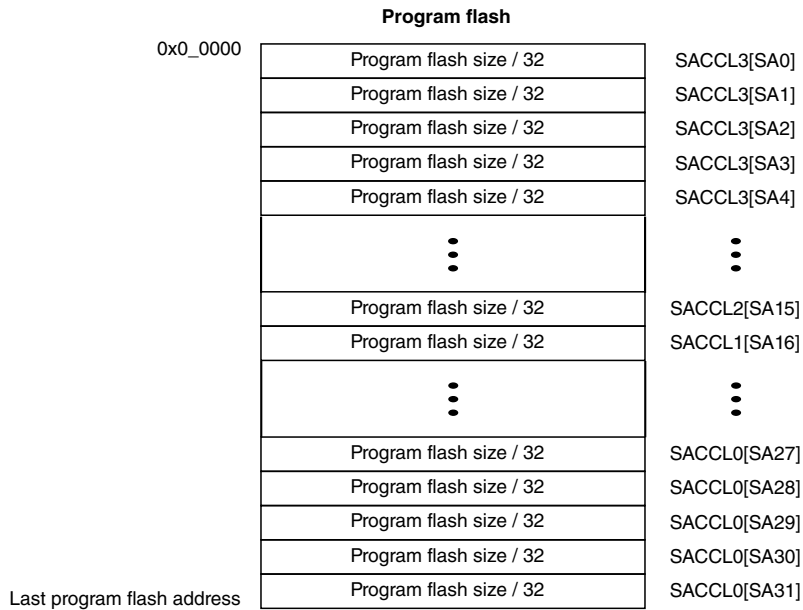 Program flash
0x0_0000
Program flash size / 32 SACCL3[SA0]
Program flash size / 32 SACCL3[SA1]
Program flash size / 32 SACCL3[SA2]
Program flash size / 32 SACCL3[SA3]
Program flash size / 32 SACCL3[SA4]
Program flash size / 32 SACCL2[SA15]
Program flash size / 32 SACCL1[SA16]
Program flash size / 32 SACCL0[SA27]
Program flash size / 32 SACCL0[SA28]
Program flash size / 32 SACCL0[SA29]
Program flash size / 32 SACCL0[SA30]
Program flash size / 32 SACCL0[SA31]
Last program flash address